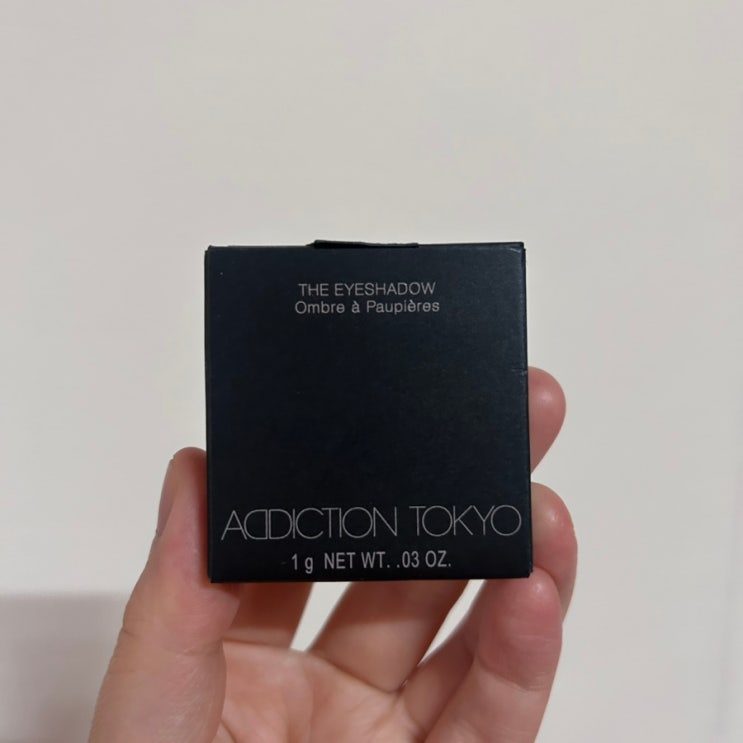 THE EYESHADOW
Ombre à Paupières
ADDICTION TOKYO
1 g NET WT. .03 OZ.